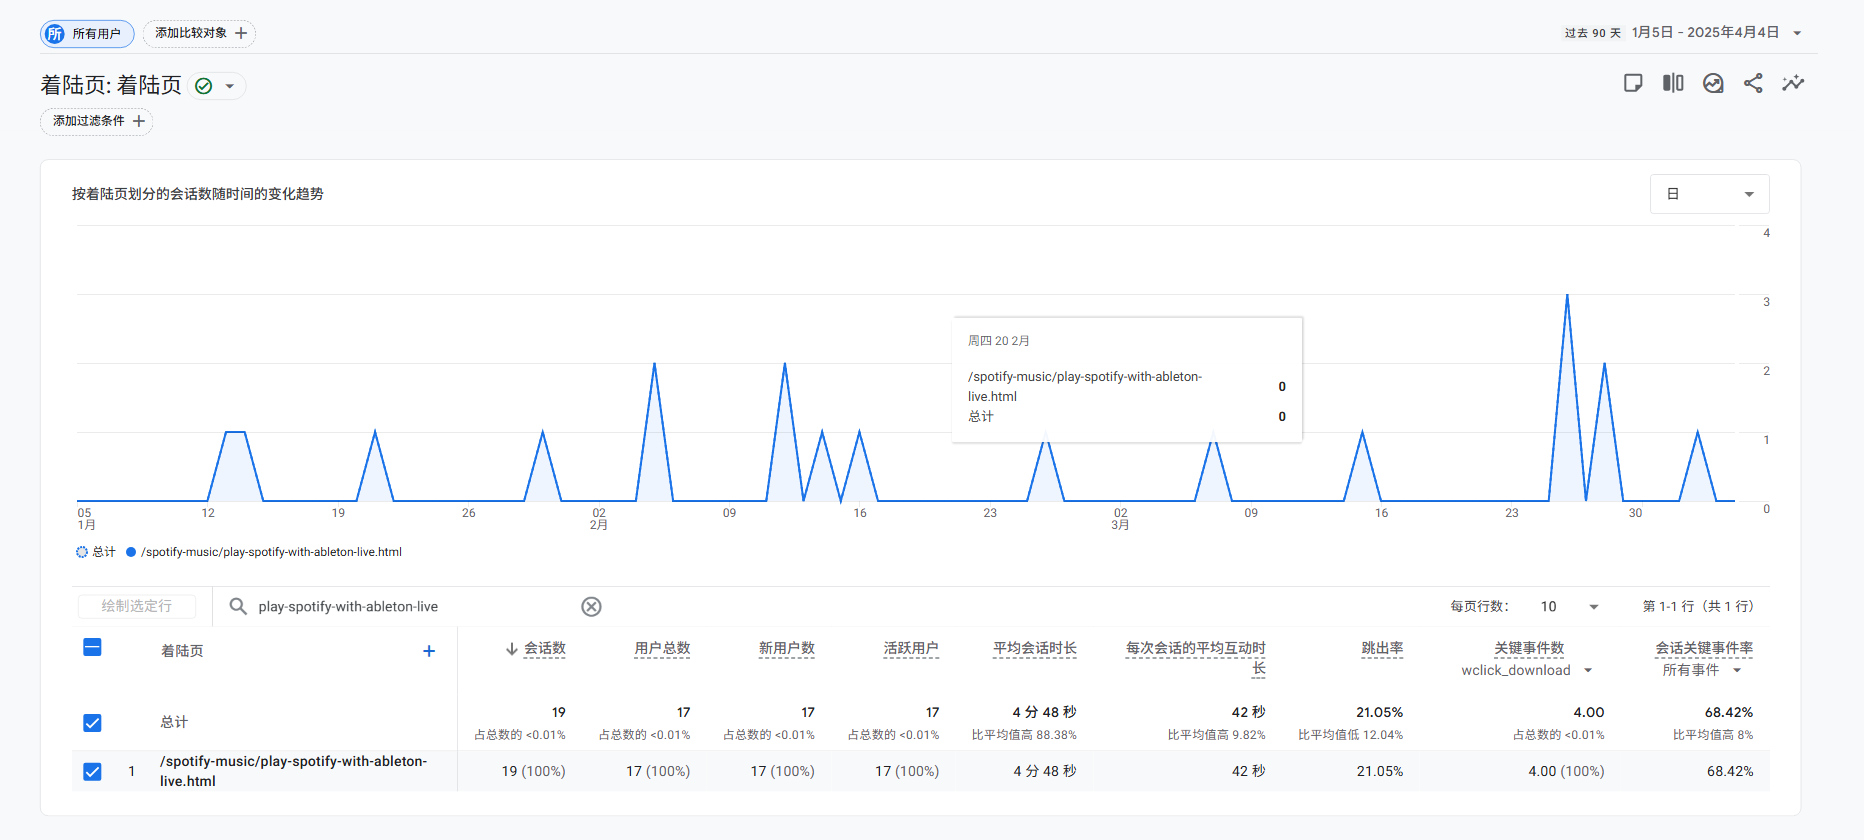 所 所有用户 添加比较对象 过去 90 天 1月5日 - 2025年4月4日
着陆页: 着陆页
添加过滤条件
按着陆页划分的会话数随时间的变化趋势 日
4
3
2
1
0
周四 20 2月
/spotify-music/play-spotify-with-ableton-
live.html 0
总计 0
05 12 19 26 02 09 16 23 02 09 16 23 30
1月 2月 3月
总计 /spotify-music/play-spotify-with-ableton-live.html
绘制选定行 play-spotify-with-ableton-live 每页行数： 10 第 1-1 行（共 1 行）
着陆页 会话数 用户总数 新用户数 活跃用户 平均会话时长 每次会话的平均互动时
长 跳出率 关键事件数 会话关键事件率
wclick_download 所有事件
总计 19 17 17 17 4 分 48 秒 42 秒 21.05% 4.00 68.42%
占总数的 <0.01% 占总数的 <0.01% 占总数的 <0.01% 占总数的 <0.01% 比平均值高 88.38% 比平均值高 9.82% 比平均值低 12.04% 占总数的 <0.01% 比平均值高 8%
1 /spotify-music/play-spotify-with-ableton-
live.html 19 (100%) 17 (100%) 17 (100%) 17 (100%) 4 分 48 秒 42 秒 21.05% 4.00 (100%) 68.42%